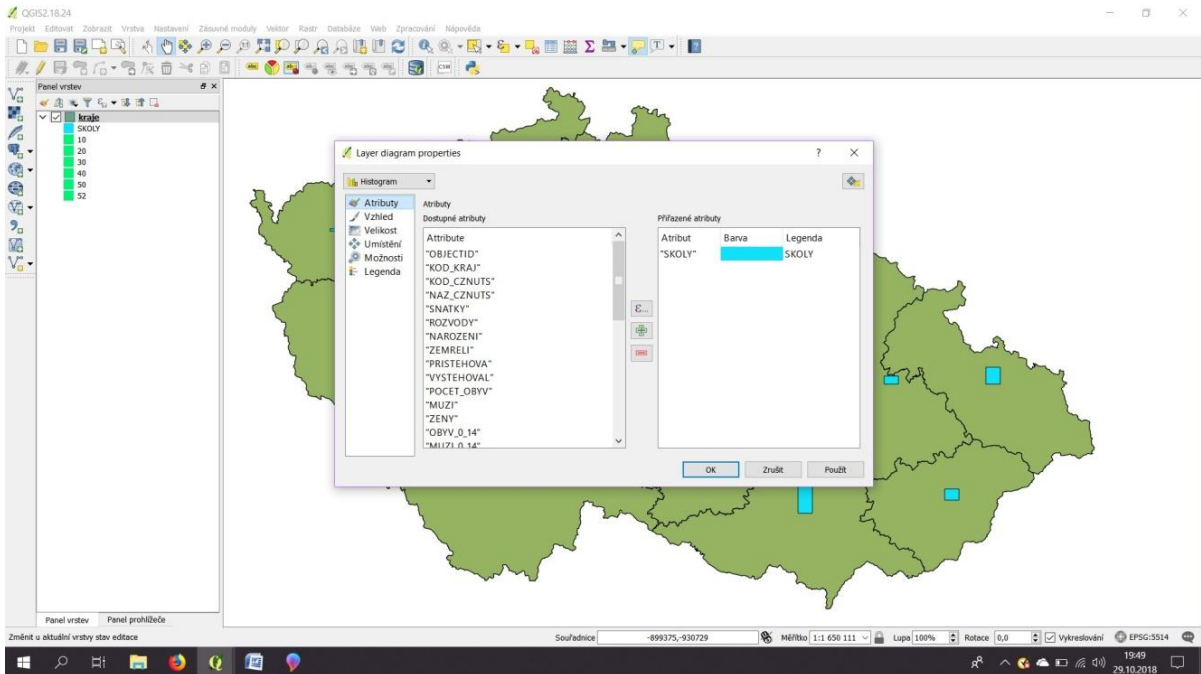 QGIS2.18.24
Projekt Editovat Zobrazit Vrstva Nastavení Zásuvné moduly Vektor Rastr Databáze Web Zpracování Nápověda
Panel vrstev
kraje
SKOLY
10
20
30
40
50
52
Layer diagram properties
Histogram
Atributy
Vzhled
Velikost
Umístění
Možnosti
Legenda
Atributy
Dostupné atributy
Attribute
"OBJECTID"
"KOD_KRAJ"
"KOD_CZNUTS"
"NAZ_CZNUTS"
"SNATKY"
"ROZVODY"
"NAROZENI"
"ZEMRELI"
"PRISTEHOVA"
"VYSTEHOVAL"
"POCET_OBYV"
"MUZI"
"ZENY"
"OBYV_0_14"
"MUZI_0_14"
Přiřazené atributy
Atribut Barva Legenda
"SKOLY" SKOLY
OK Zrušit Použít
Panel vrstev Panel prohlížeče
Změnit u aktuální vrstvy stav editace
Souřadnice -899375,-930729 Měřítko 1:1 650 111 Lupa 100% Rotace 0,0 Vykreslování EPSG:5514
19:49
29.10.2018